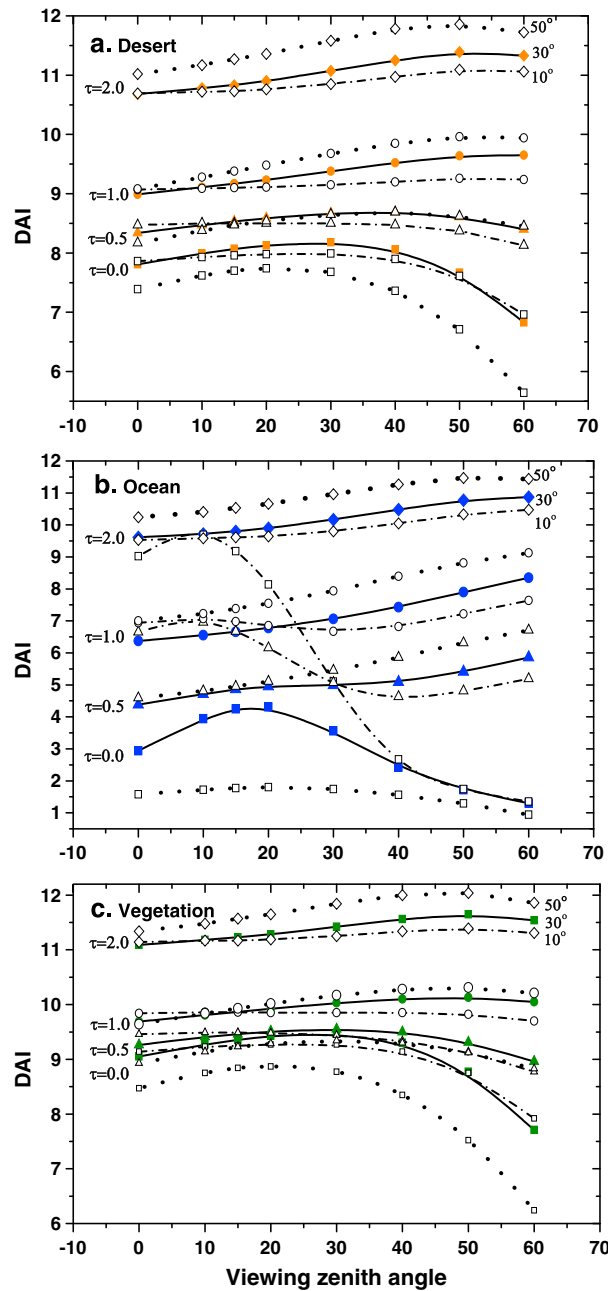 a. Desert
50°
30°
10°
τ=2.0
τ=1.0
τ=0.5
τ=0.0
DAI
12
11
10
9
8
7
6
-10 0 10 20 30 40 50 60 70
b. Ocean
50°
30°
10°
τ=2.0
τ=1.0
τ=0.5
τ=0.0
DAI
12
11
10
9
8
7
6
5
4
3
2
1
-10 0 10 20 30 40 50 60 70
c. Vegetation
50°
30°
10°
τ=2.0
τ=1.0
τ=0.5
τ=0.0
DAI
12
11
10
9
8
7
6
-10 0 10 20 30 40 50 60 70
Viewing zenith angle